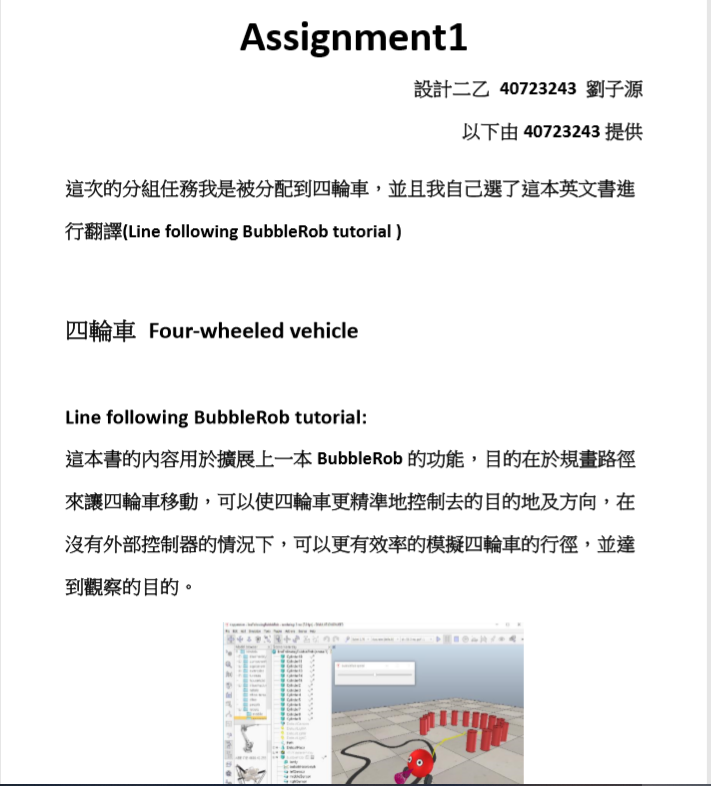 Assignment1
設計二乙 40723243 劉子源
以下由 40723243 提供
這次的分組任務我是被分配到四輪車，並且我自己選了這本英文書進
行翻譯(Line following BubbleRob tutorial )
四輪車 Four-wheeled vehicle
Line following BubbleRob tutorial:
這本書的內容用於擴展上一本 BubbleRob 的功能，目的在於規畫路徑
來讓四輪車移動，可以使四輪車更精準地控制去的目的地及方向，在
沒有外部控制器的情況下，可以更有效率的模擬四輪車的行徑，並達
到觀察的目的。